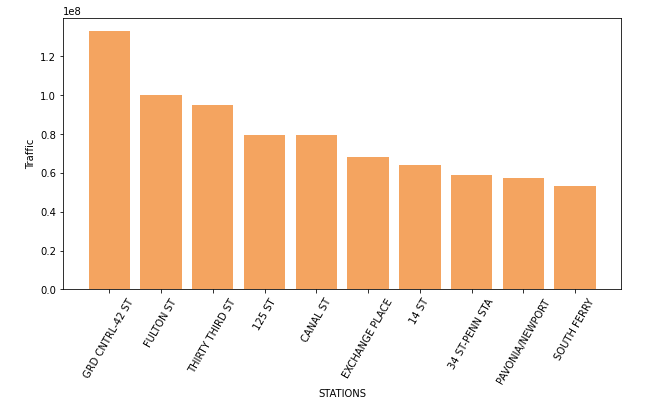 1e8
1.2
1.0
0.8
0.6
0.4
0.2
0.0
Traffic
GRD CNTRL-42 ST
FULTON ST
THIRTY THIRD ST
125 ST
CANAL ST
EXCHANGE PLACE
14 ST
34 ST-PENN STA
PAVONIA/NEWPORT
SOUTH FERRY
STATIONS